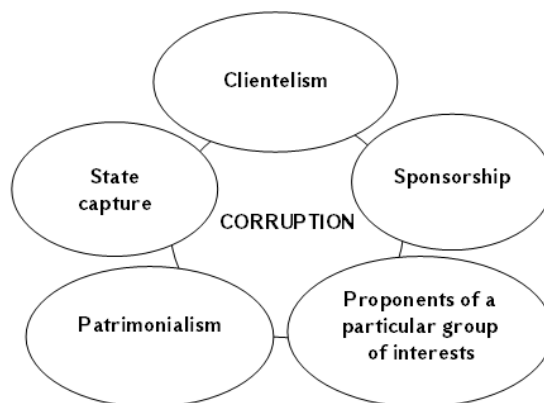 Clientelism
State
capture
Sponsorship
CORRUPTION
Patrimonialism
Proponents of a
particular group
of interests